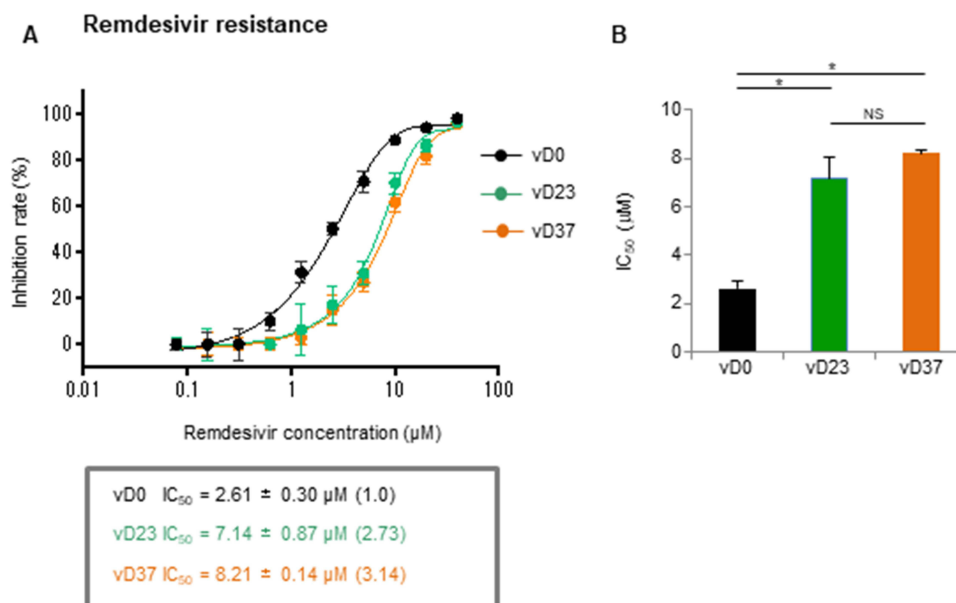 A
Remdesivir resistance
Inhibition rate (%)
100
80
60
40
20
0
0.01
0.1
1
10
100
Remdesivir concentration (µM)
vD0
vD23
vD37
vD0 IC50 = 2.61 ± 0.30 µM (1.0)
vD23 IC50 = 7.14 ± 0.87 µM (2.73)
vD37 IC50 = 8.21 ± 0.14 µM (3.14)
B
*
*
NS
IC50 (µM)
10
8
6
4
2
0
vD0
vD23
vD37